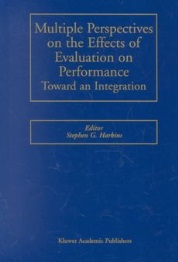 Multiple Perspectives
on the Effects of
Evaluation on
Performance
Toward an Integration
Editor
Stephen G. Harkins
Kluwer Academic Publishers